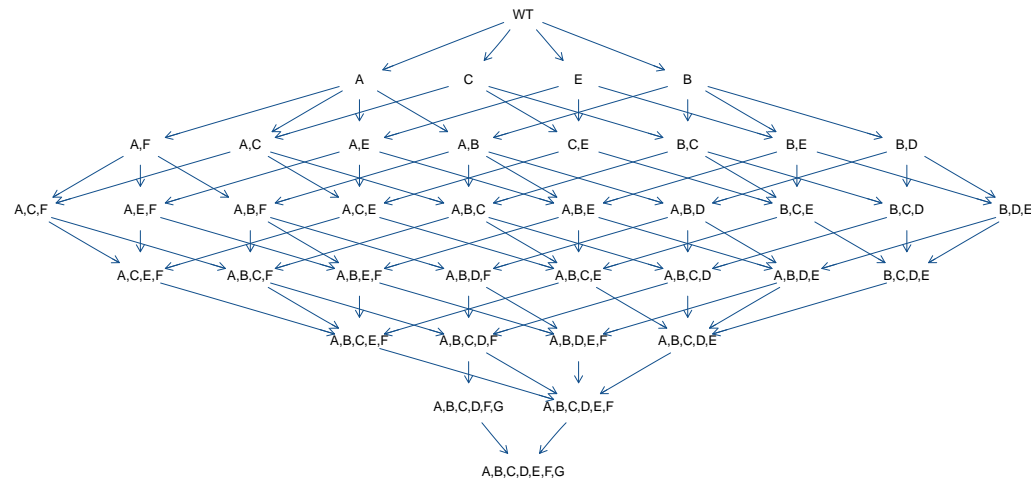 WT
A C E B
A,F A,C A,E A,B C,E B,C B,E B,D
A,C,F A,E,F A,B,F A,C,E A,B,C A,B,E A,B,D B,C,E B,C,D B,D,E
A,C,E,F A,B,C,F A,B,E,F A,B,D,F A,B,C,E A,B,C,D A,B,D,E B,C,D,E
A,B,C,E,F A,B,C,D,F A,B,D,E,F A,B,C,D,E
A,B,C,D,F,G A,B,C,D,E,F
A,B,C,D,E,F,G